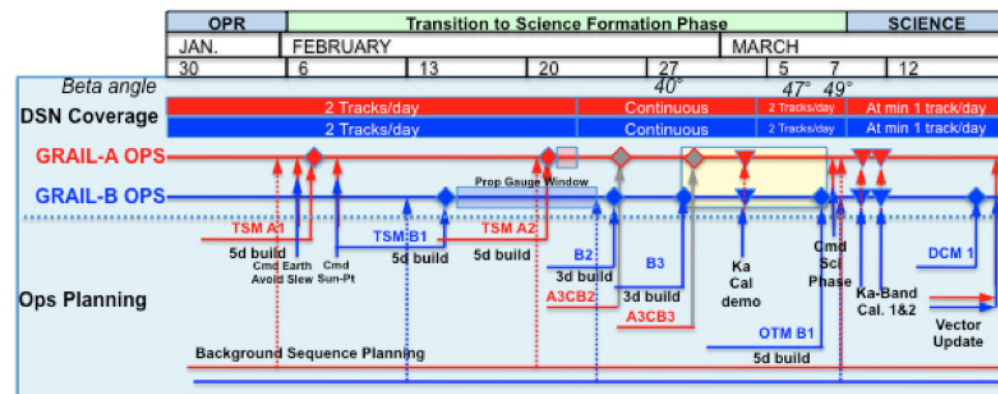 OPR Transition to Science Formation Phase SCIENCE
JAN. FEBRUARY MARCH
30 6 13 20 27 5 7 12
Beta angle 40° 47° 49°
DSN Coverage
2 Tracks/day Continuous 2 Tracks/day At min 1 track/day
2 Tracks/day Continuous 2 Tracks/day At min 1 track/day
GRAIL-A OPS
Prop Gauge Window
GRAIL-B OPS
TSM A1
5d build
Cmd Earth
Avoid Slew
Cmd
Sun-Pt
TSM B1
5d build
TSM A2
5d build
B2
3d build
A3CB2
B3
3d build
A3CB3
Ka
Cal
demo
OTM B1
5d build
Cmd
Sci
Phase
Ka-Band
Cal. 1&2
DCM 1
Vector
Update
Ops Planning
Background Sequence Planning